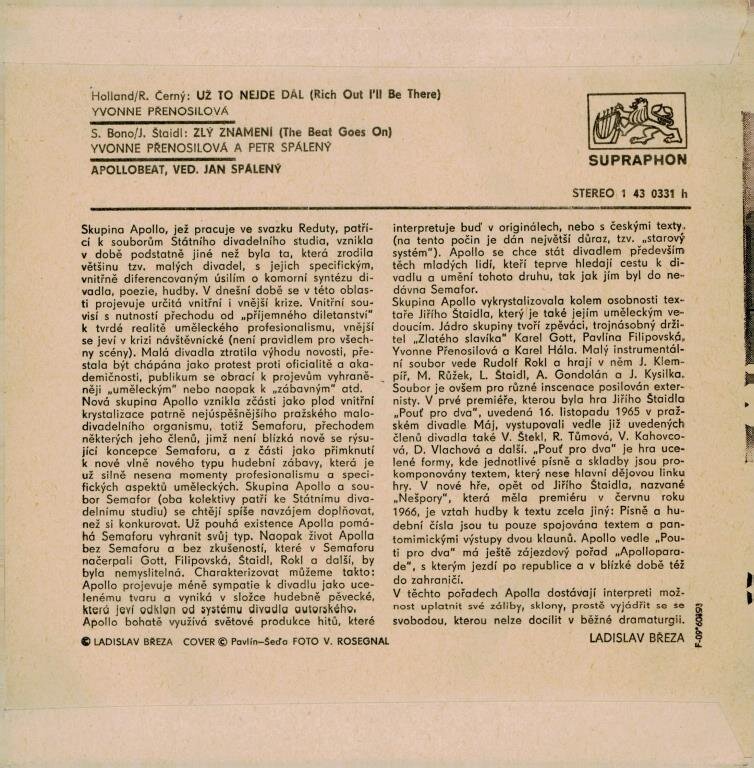 Holland/R. Černý: UŽ TO NEJDE DÁL (Rich Out I'll Be There)
YVONNE PŘENOSILOVÁ
S. Bono/J. Štaidl: ZLÝ ZNAMENÍ (The Beat Goes On)
YVONNE PŘENOSILOVÁ A PETR SPÁLENÝ
APOLLOBEAT, VED. JAN SPÁLENÝ
SUPRAPHON
STEREO 1 43 0331 h
Skupina Apollo, jež pracuje ve svazku Reduty, patří-
cí k souborům Státního divadelního studia, vznikla
v době podstatně jiné než byla ta, která zrodila
většinu tzv. malých divadel, s jejich specifickým,
vnitřně diferencovaným úsilím o komorní syntézu di-
vadla, poezie, hudby. V dnešní době se v této oblas-
ti projevuje určitá vnitřní i vnější krize. Vnitřní sou-
visí s nutností přechodu od „příjemného diletantství"
k tvrdé realitě uměleckého profesionalismu, vnější
se jeví v krizi návštěvnické (není pravidlem pro všech-
ny scény). Malá divadla ztratila výhodu novosti, pře-
stala být chápána jako protest proti oficialitě a aka-
demičnosti, publikum se obrací k projevům vyhraně-
něji „uměleckým" nebo naopak k „zábavným" atd.
Nová skupina Apollo vznikla zčásti jako plod vnitřní
krystalizace patrně nejúspěšnějšího pražského malo-
divadelního organismu, totiž Semaforu, přechodem
některých jeho členů, jimž není blízká nově se rýsu-
jící koncepce Semaforu, a z části jako přimknutí
k nové vlně nového typu hudební zábavy, která je
už silně nesena momenty profesionalismu a speci-
fických aspektů uměleckých. Skupina Apollo a sou-
bor Semafor (oba kolektivy patří ke Státnímu diva-
delnímu studiu) se chtějí spíše navzájem doplňovat,
než si konkurovat. Už pouhá existence Apolla pomá-
há Semaforu vyhranit svůj typ. Naopak život Apolla
bez Semaforu a bez zkušeností, které v Semaforu
načerpali Gott, Filipovská, Štaidl, Rokl a další, by
byla nemyslitelná. Charakterizovat můžeme takto:
Apollo projevuje méně sympatie k divadlu jako uce-
lenému tvaru a vyniká v složce hudebně pěvecké,
která jeví odklon od systému divadla autorského.
Apollo bohatě využívá světové produkce hitů, které
interpretuje buď v originálech, nebo s českými texty.
(na tento počin je dán největší důraz, tzv. „starový
systém"). Apollo se chce stát divadlem především
těch mladých lidí, kteří teprve hledají cestu k di-
vadlu a umění tohoto druhu, tak jak jím byl do ne-
dávna Semafor.
Skupina Apollo vykrystalizovala kolem osobnosti tex-
taře Jiřího Štaidla, který je také jejím uměleckým ve-
doucím. Jádro skupiny tvoří zpěváci, trojnásobný drži-
tel „Zlatého slavíka" Karel Gott, Pavlína Filipovská,
Yvonne Přenosilová a Karel Hála. Malý instrumentál-
ní soubor vede Rudolf Rokl a hrají v něm J. Klem-
píř, M. Růžek, L. Štaidl, A. Gondolán a J. Kysilka.
Soubor je ovšem pro různé inscenace posilován exter-
nisty. V prvé premiéře, kterou byla hra Jiřího Štaidla
„Pouť pro dva", uvedená 16. listopadu 1965 v praž-
ském divadle Máj, vystupovali vedle již uvedených
členů divadla také V. Štekl, R. Tůmová, V. Kahovco-
vá, D. Vlachová a další. „Pouť pro dva" je hra uce-
lené formy, kde jednotlivé písně a skladby jsou pro-
komponovány textem, který nese hlavní dějovou linku
hry. V nové hře, opět od Jiřího Štaidla, nazvané
„Nešpory", která měla premiéru v červnu roku
1966, je vztah hudby k textu zcela jiný: Písně a hu-
dební čísla jsou tu pouze spojována textem a pan-
tomimickými výstupy dvou klaunů. Apollo vedle „Pou-
ti pro dva" má ještě zájezdový pořad „Apollopara-
de", s kterým jezdí po republice a v blízké době též
do zahraničí.
V těchto pořadech Apolla dostávají interpreti mož-
nost uplatnit své záliby, sklony, prostě vyjádřit se se
svobodou, kterou nelze docílit v běžné dramaturgii.
LADISLAV BŘEZA
© LADISLAV BŘEZA COVER © Pavlín—Seďa FOTO V. ROSEGNAL